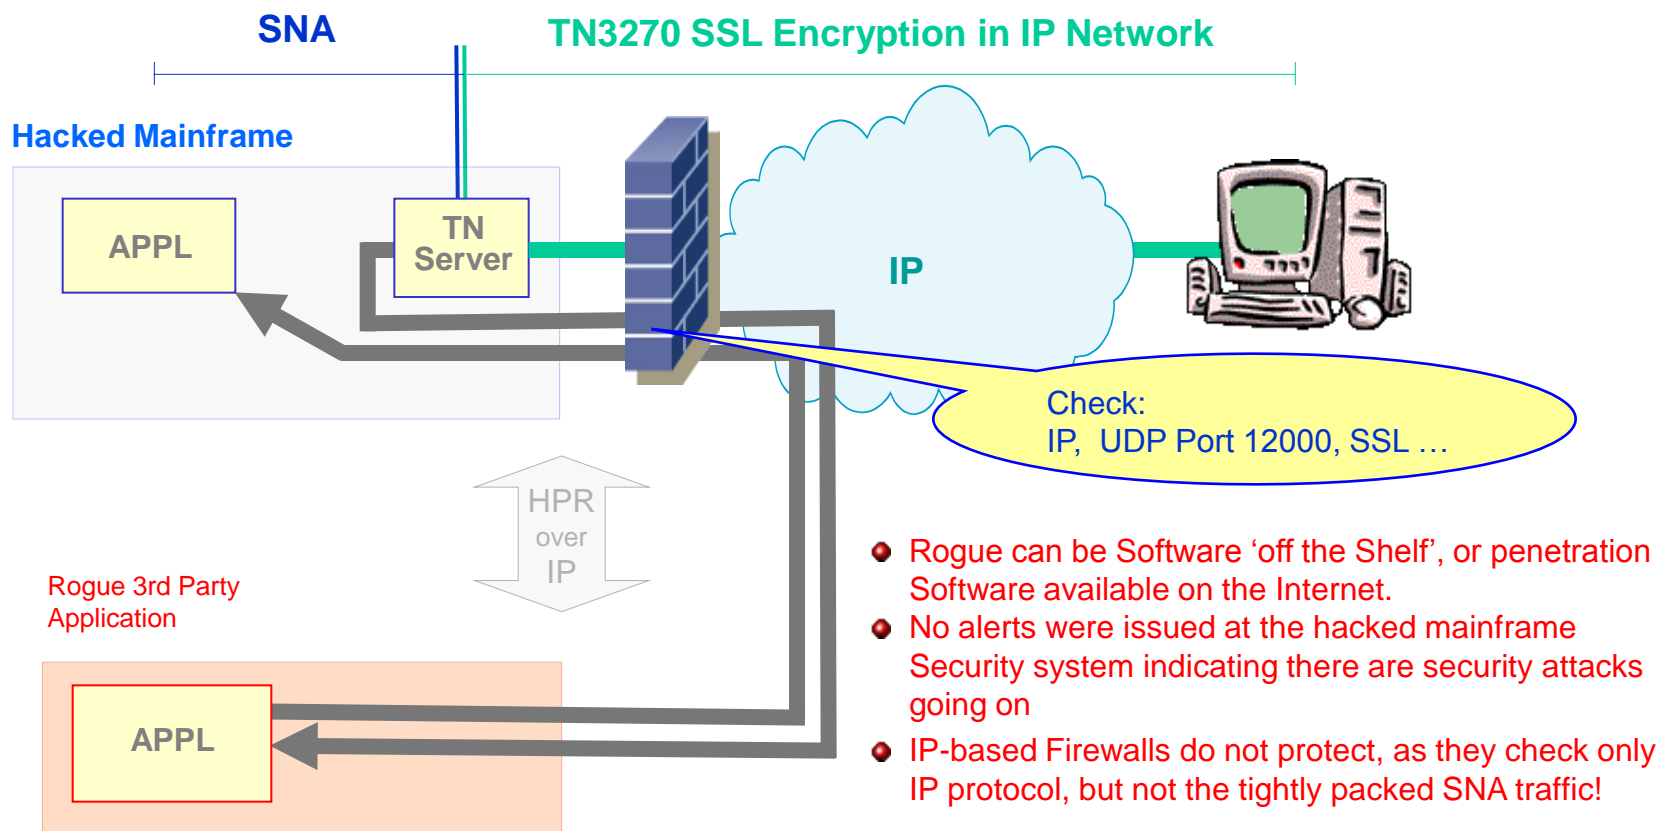 SNA
TN3270 SSL Encryption in IP Network
Hacked Mainframe
APPL
TN
Server
IP
Check:
IP, UDP Port 12000, SSL …
HPR
over
IP
Rogue 3rd Party
Application
APPL
Rogue can be Software ‘off the Shelf’, or penetration
Software available on the Internet.
No alerts were issued at the hacked mainframe
Security system indicating there are security attacks
going on
IP-based Firewalls do not protect, as they check only
IP protocol, but not the tightly packed SNA traffic!